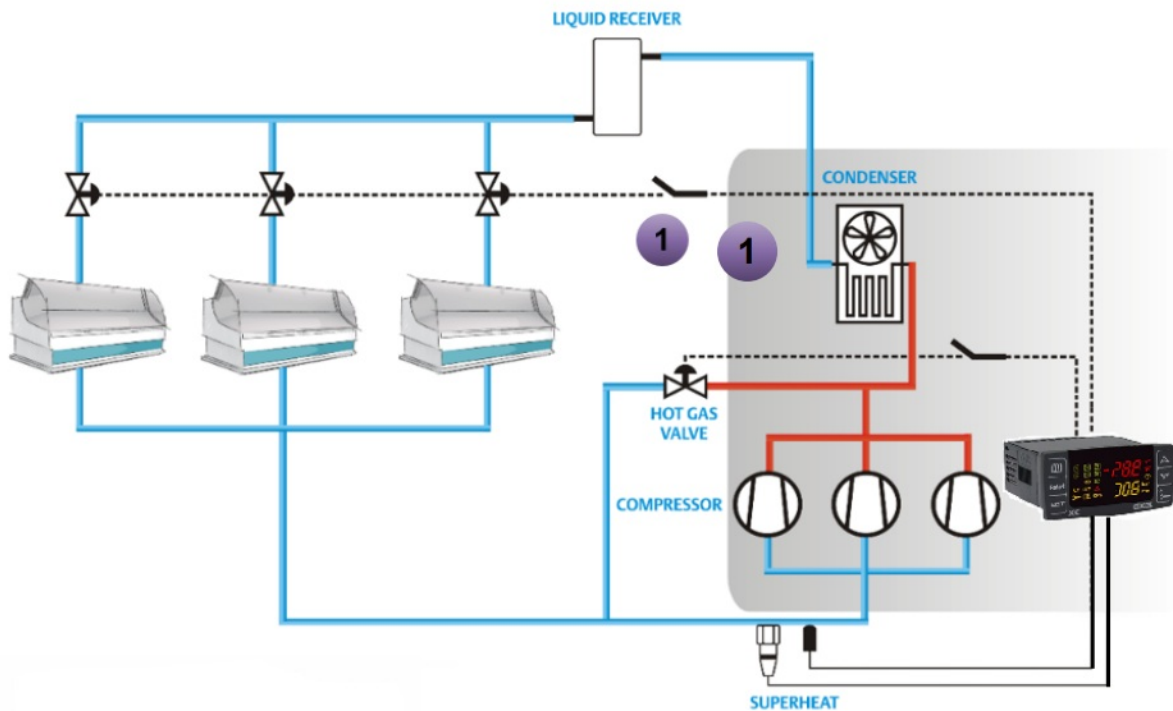 LIQUID RECEIVER
CONDENSER
1
1
HOT GAS
VALVE
COMPRESSOR
SUPERHEAT